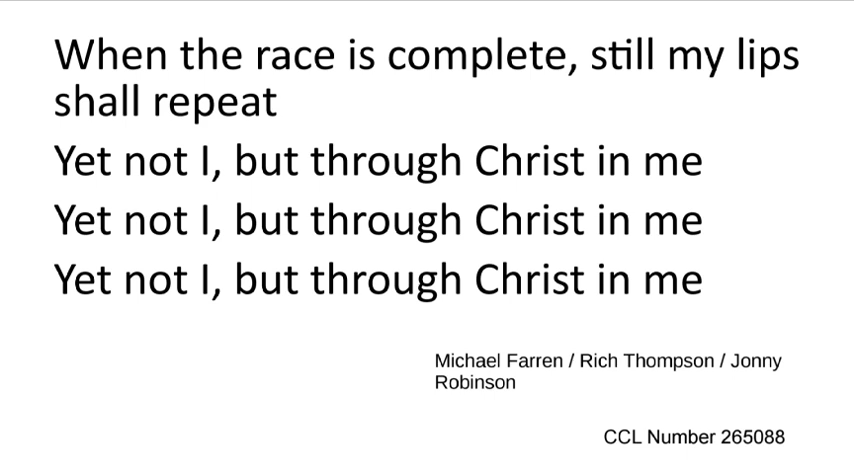 When the race is complete, still my lips
shall repeat
Yet not I, but through Christ in me
Yet not I, but through Christ in me
Yet not I, but through Christ in me
Michael Farren / Rich Thompson / Jonny
Robinson
CCL Number 265088